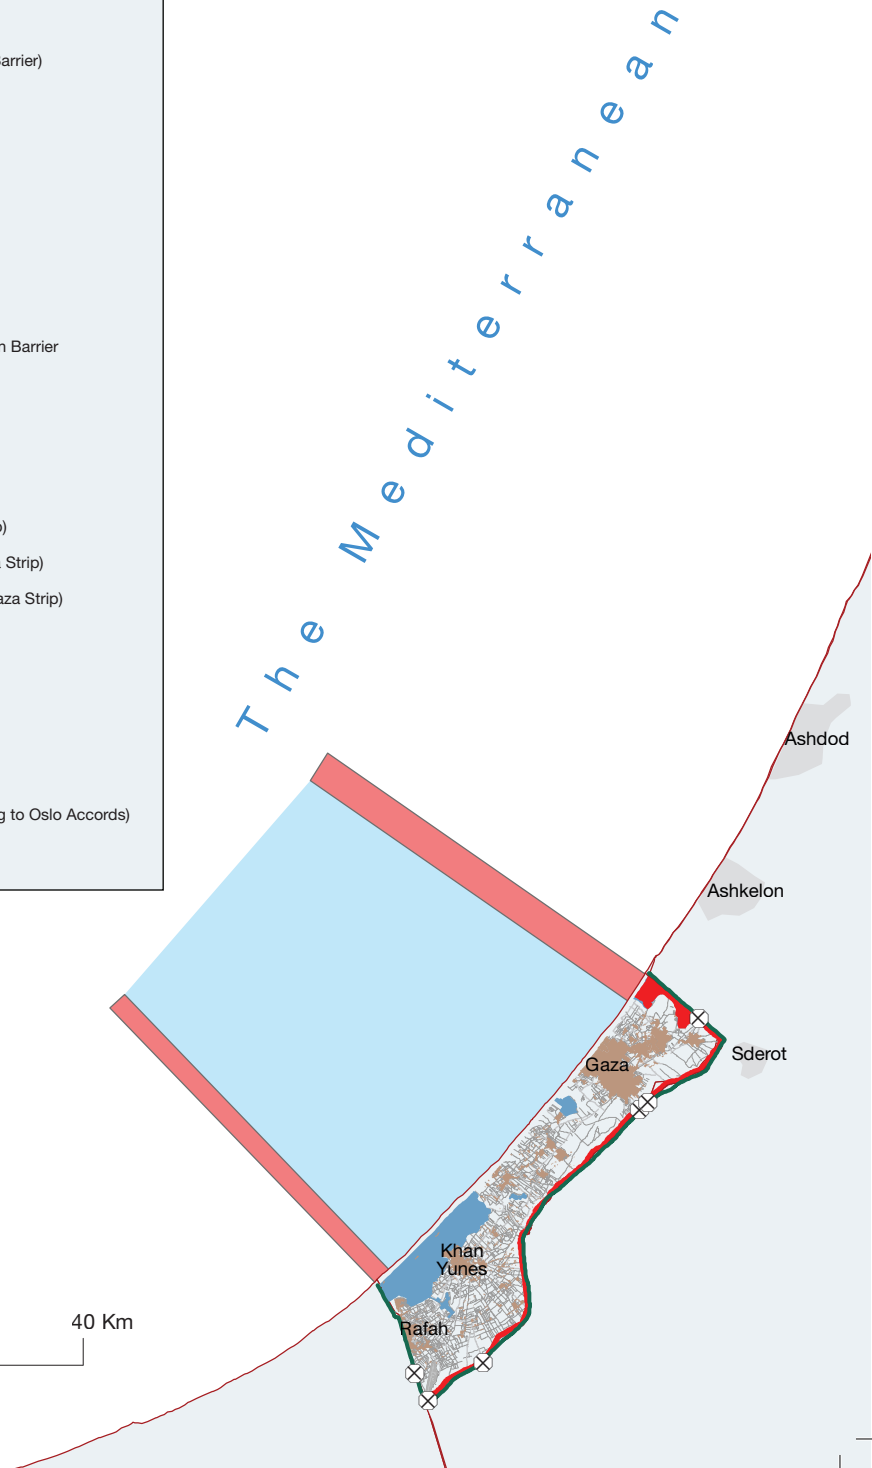 arrier)
n Barrier
)
Strip)
aza Strip)
g to Oslo Accords)
The Mediterranean
Ashdod
Ashkelon
Sderot
Gaza
Khan
Yunes
Rafah
40 Km